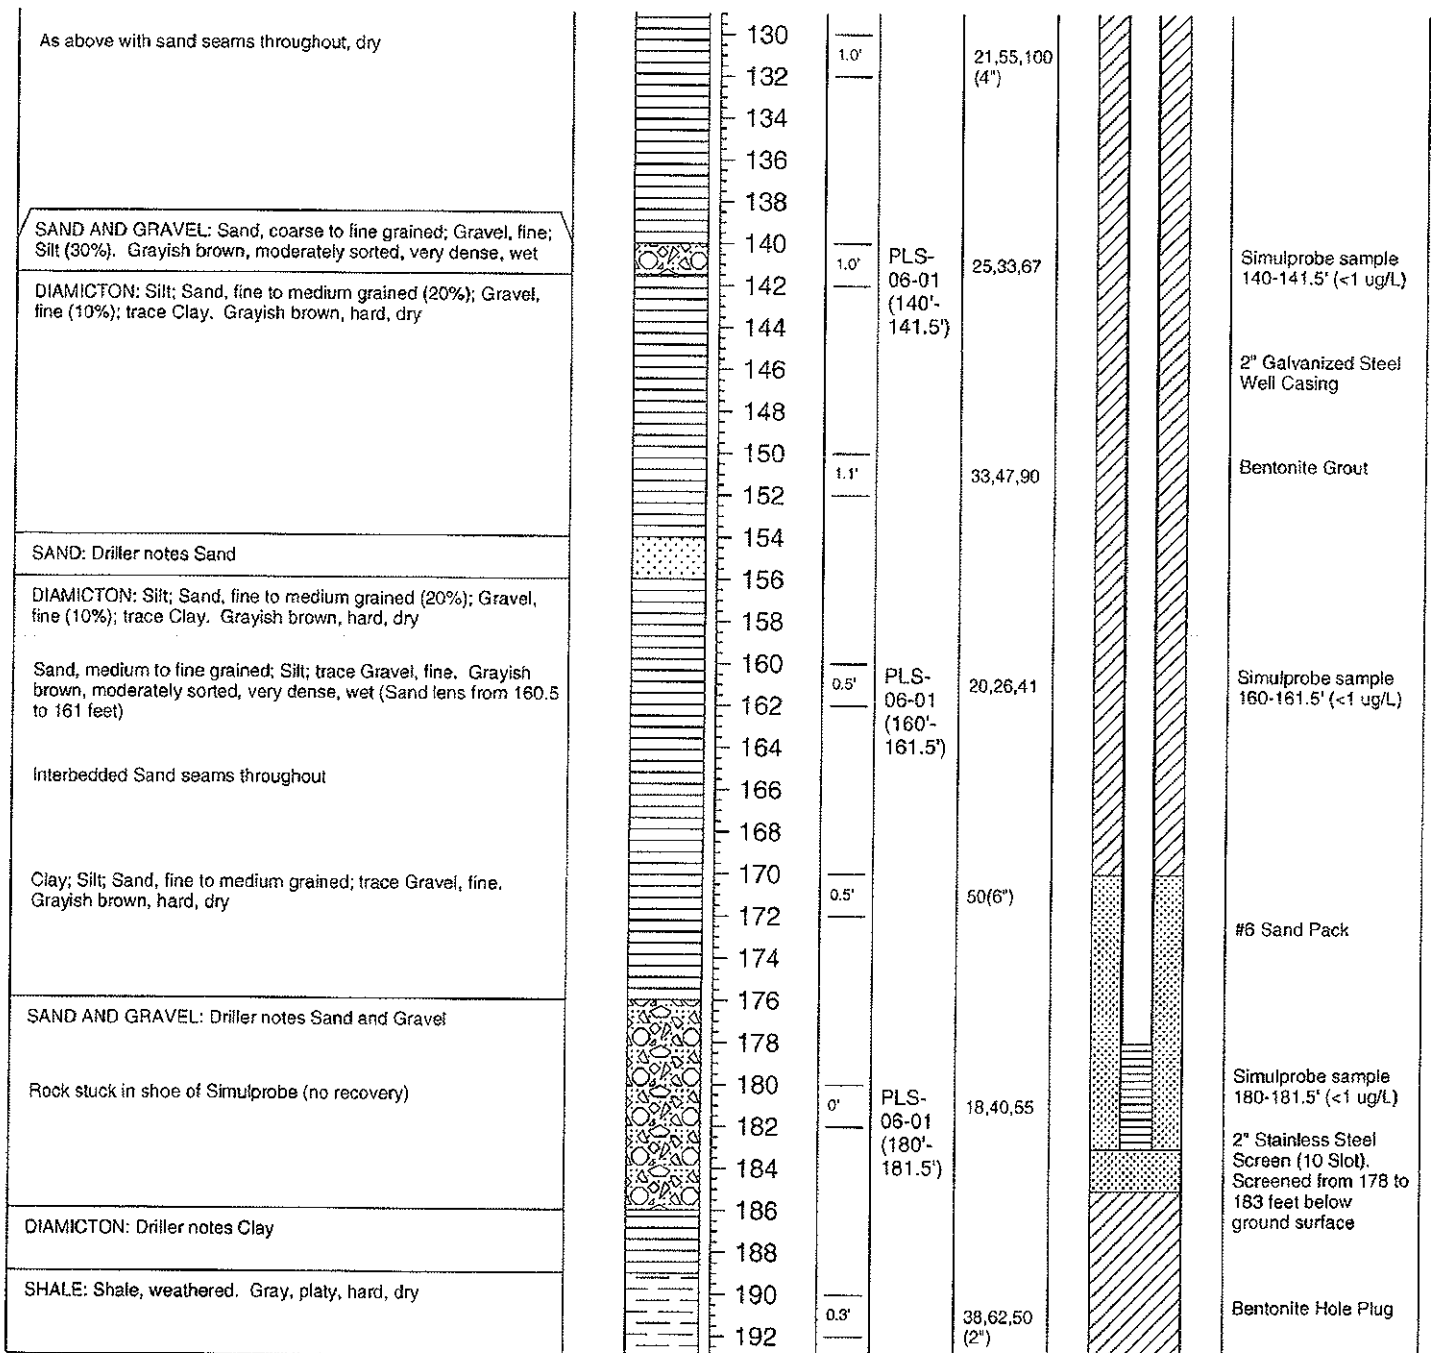 As above with sand seams throughout, dry
SAND AND GRAVEL: Sand, coarse to fine grained; Gravel, fine;
Silt (30%). Grayish brown, moderately sorted, very dense, wet
DIAMICTON: Silt; Sand, fine to medium grained (20%); Gravel,
fine (10%); trace Clay. Grayish brown, hard, dry
SAND: Driller notes Sand
DIAMICTON: Silt; Sand, fine to medium grained (20%); Gravel,
fine (10%); trace Clay. Grayish brown, hard, dry
Sand, medium to fine grained; Silt; trace Gravel, fine. Grayish
brown, moderately sorted, very dense, wet (Sand lens from 160.5
to 161 feet)
Interbedded Sand seams throughout
Clay; Silt; Sand, fine to medium grained; trace Gravel, fine.
Grayish brown, hard, dry
SAND AND GRAVEL: Driller notes Sand and Gravel
Rock stuck in shoe of Simulprobe (no recovery)
DIAMICTON: Driller notes Clay
SHALE: Shale, weathered. Gray, platy, hard, dry
130
132
134
136
138
140
142
144
146
148
150
152
154
156
158
160
162
164
166
168
170
172
174
176
178
180
182
184
186
188
190
192
1.0'
1.0'
1.1'
0.5'
0.5'
0'
0.3'
PLS-
06-01
(140'-
141.5')
PLS-
06-01
(160'-
161.5')
PLS-
06-01
(180'-
181.5')
21,55,100
(4")
25,33,67
33,47,90
20,26,41
50(6")
18,40,55
38,62,50
(2")
Simulprobe sample
140-141.5' (<1 ug/L)
2" Galvanized Steel
Well Casing
Bentonite Grout
Simulprobe sample
160-161.5' (<1 ug/L)
#6 Sand Pack
Simulprobe sample
180-181.5' (<1 ug/L)
2" Stainless Steel
Screen (10 Slot).
Screened from 178 to
183 feet below
ground surface
Bentonite Hole Plug